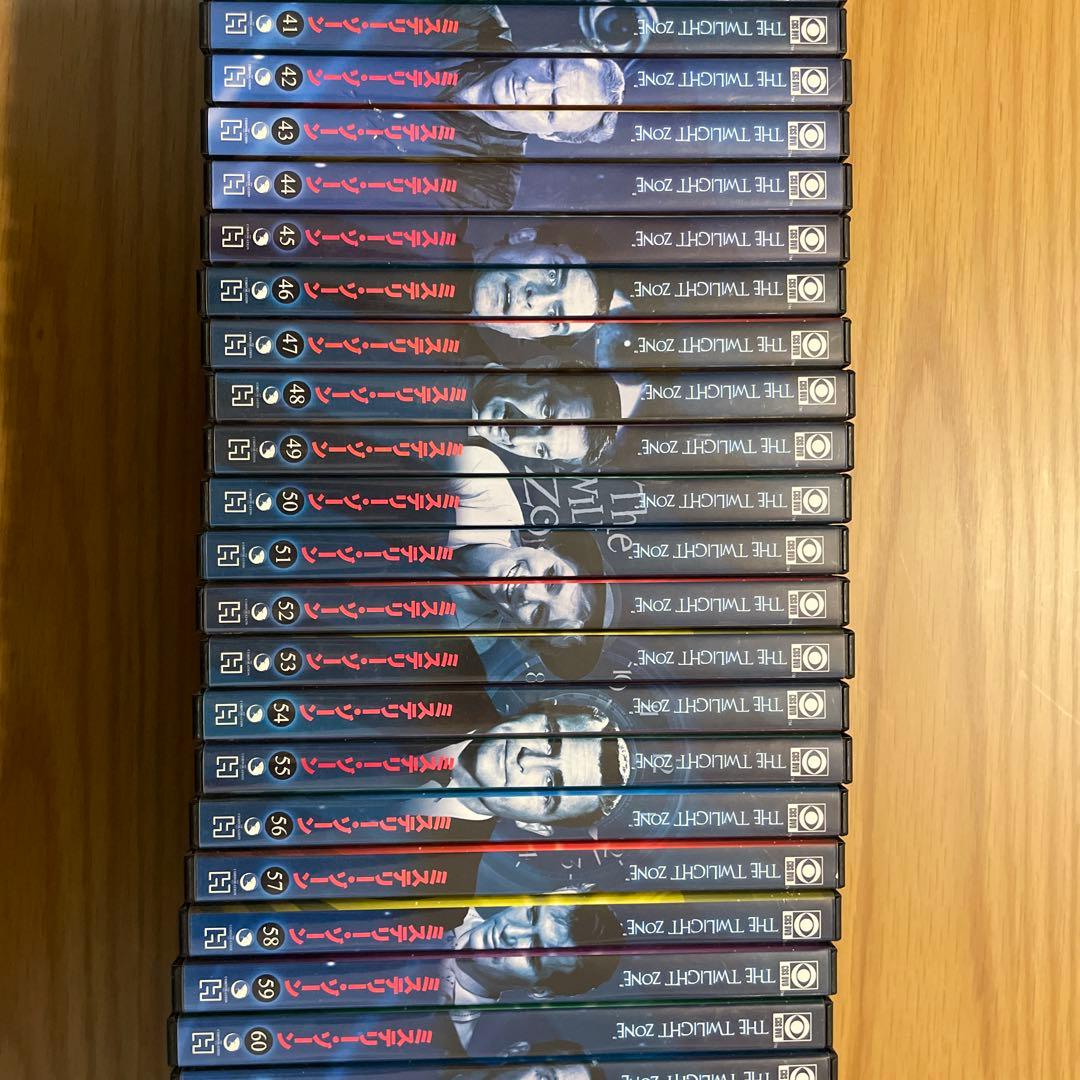 THE TWILIGHT ZONE ミステリー・ゾーン 41
THE TWILIGHT ZONE ミステリー・ゾーン 42
THE TWILIGHT ZONE ミステリー・ゾーン 43
THE TWILIGHT ZONE ミステリー・ゾーン 44
THE TWILIGHT ZONE ミステリー・ゾーン 45
THE TWILIGHT ZONE ミステリー・ゾーン 46
THE TWILIGHT ZONE ミステリー・ゾーン 47
THE TWILIGHT ZONE ミステリー・ゾーン 48
THE TWILIGHT ZONE ミステリー・ゾーン 49
THE TWILIGHT ZONE ミステリー・ゾーン 50
THE TWILIGHT ZONE ミステリー・ゾーン 51
THE TWILIGHT ZONE ミステリー・ゾーン 52
THE TWILIGHT ZONE ミステリー・ゾーン 53
THE TWILIGHT ZONE ミステリー・ゾーン 54
THE TWILIGHT ZONE ミステリー・ゾーン 55
THE TWILIGHT ZONE ミステリー・ゾーン 56
THE TWILIGHT ZONE ミステリー・ゾーン 57
THE TWILIGHT ZONE ミステリー・ゾーン 58
THE TWILIGHT ZONE ミステリー・ゾーン 59
THE TWILIGHT ZONE ミステリー・ゾーン 60